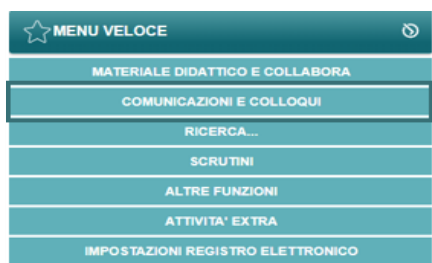 MENU VELOCE
MATERIALE DIDATTICO E COLLABORA
COMUNICAZIONI E COLLOQUI
RICERCA...
SCRUTINI
ALTRE FUNZIONI
ATTIVITA' EXTRA
IMPOSTAZIONI REGISTRO ELETTRONICO